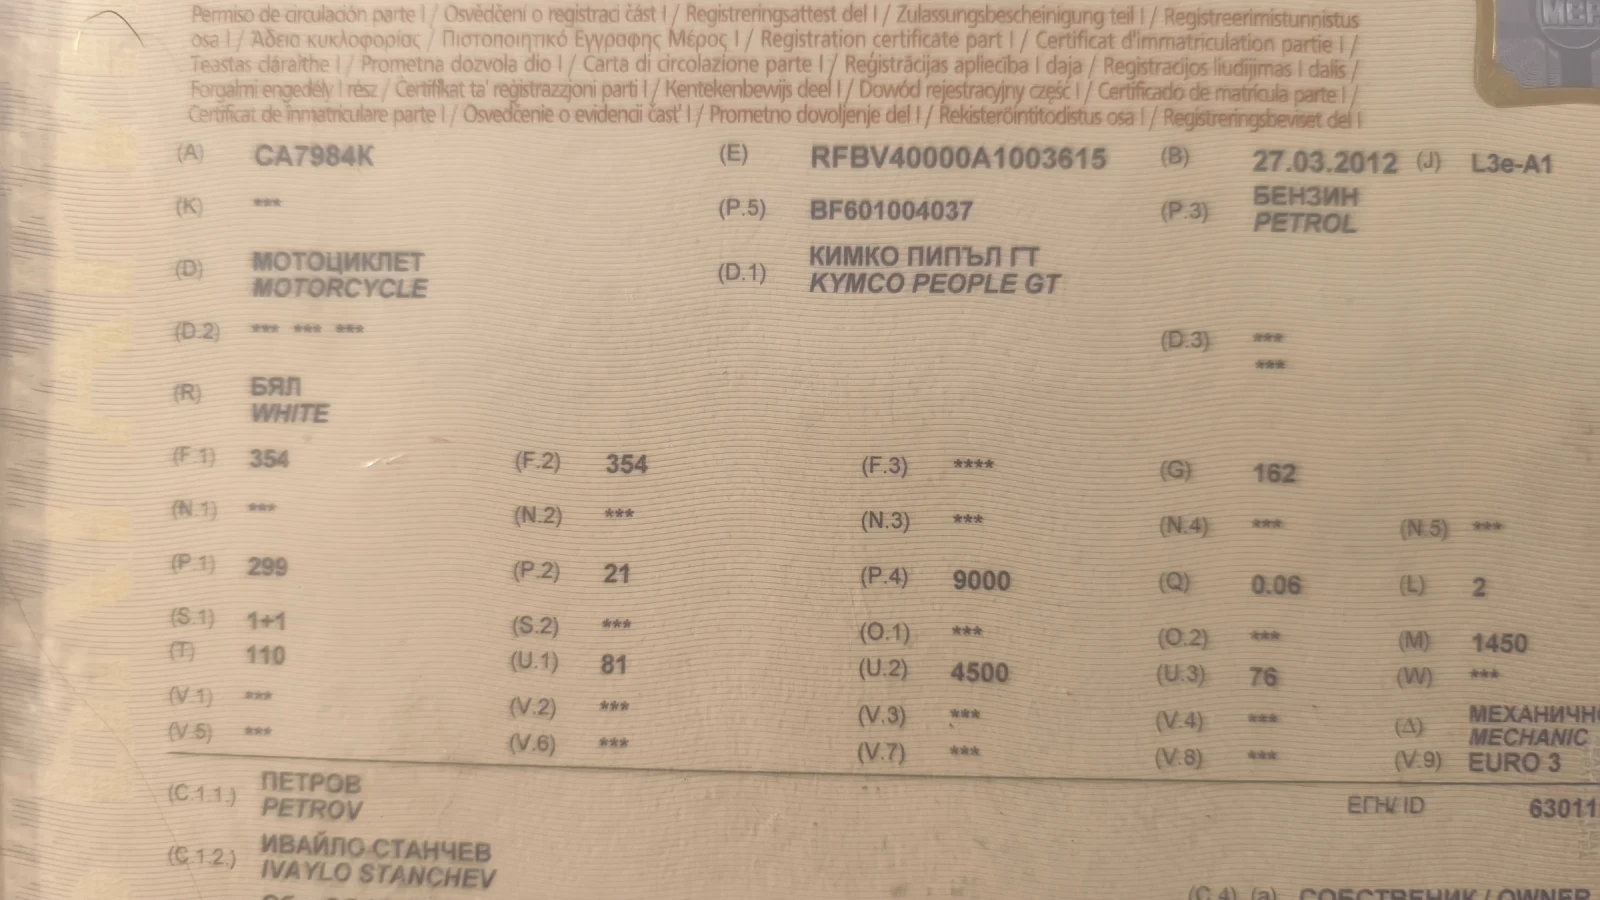 Permiso de circulación parte I / Osvědčení o registraci část I / Registreringsattest del I / Zulassungsbescheinigung teil I / Registreerimistunnistus
osa I / Άδεια κυκλοφορίας / Πιστοποιητικό Εγγραφης Μέρος I / Registration certificate part I / Certificat d'immatriculation partie I /
Teastas cláraithe I / Prometna dozvola dio I / Carta di circolazione parte I / Reģistrācijas apliecība I daļa / Registracijos liudijimas I dalis /
Forgalmi engedély I rész / Ċertifikat ta' reġistrazzjoni parti I / Kentekenbewijs deel I / Dowód rejestracyjny część I / Certificado de matrícula parte I /
Certificat de inmatriculare parte I / Osvedčenie o evidencii časť I / Prometno dovoljenje del I / Rekisteröintitodistus osa I / Registreringsbeviset del I
(A) CA7984K (E) RFBV40000A1003615 (B) 27.03.2012 (J) L3e-A1
(K) *** (P.5) BF601004037 (P.3) БЕНЗИН
PETROL
(D) МОТОЦИКЛЕТ (D.1) КИМКО ПИПЪЛ ГТ
MOTORCYCLE KYMCO PEOPLE GT
(D.2) *** *** *** (D.3) ***
***
(R) БЯЛ
WHITE
(F.1) 354 (F.2) 354 (F.3) **** (G) 162
(N.1) *** (N.2) *** (N.3) *** (N.4) *** (N.5) ***
(P.1) 299 (P.2) 21 (P.4) 9000 (Q) 0.06 (L) 2
(S.1) 1+1 (S.2) *** (O.1) *** (O.2) *** (M) 1450
(T) 110 (U.1) 81 (U.2) 4500 (U.3) 76 (W) ***
(V.1) *** (V.2) *** (V.3) *** (V.4) *** (Δ) МЕХАНИЧНО
MECHANIC
(V.5) *** (V.6) *** (V.7) *** (V.8) *** (V.9) EURO 3
(C.1.1.) ПЕТРОВ ЕГН/ ID 63011
PETROV
(C.1.2.) ИВАЙЛО СТАНЧЕВ
IVAYLO STANCHEV
(C.4) (a) СОБСТВЕНИК / OWNER